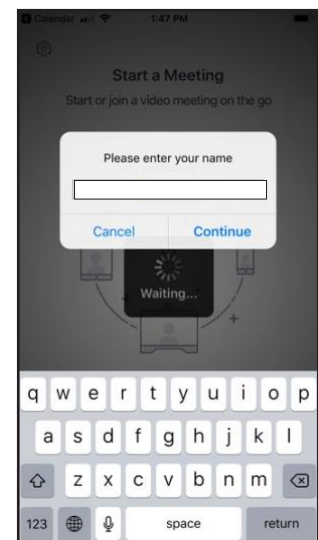 Calendar 1:47 PM
Start a Meeting
Start or join a video meeting on the go
Please enter your name
Cancel Continue
Waiting...
q w e r t y u i o p
a s d f g h j k l
z x c v b n m
123 space return